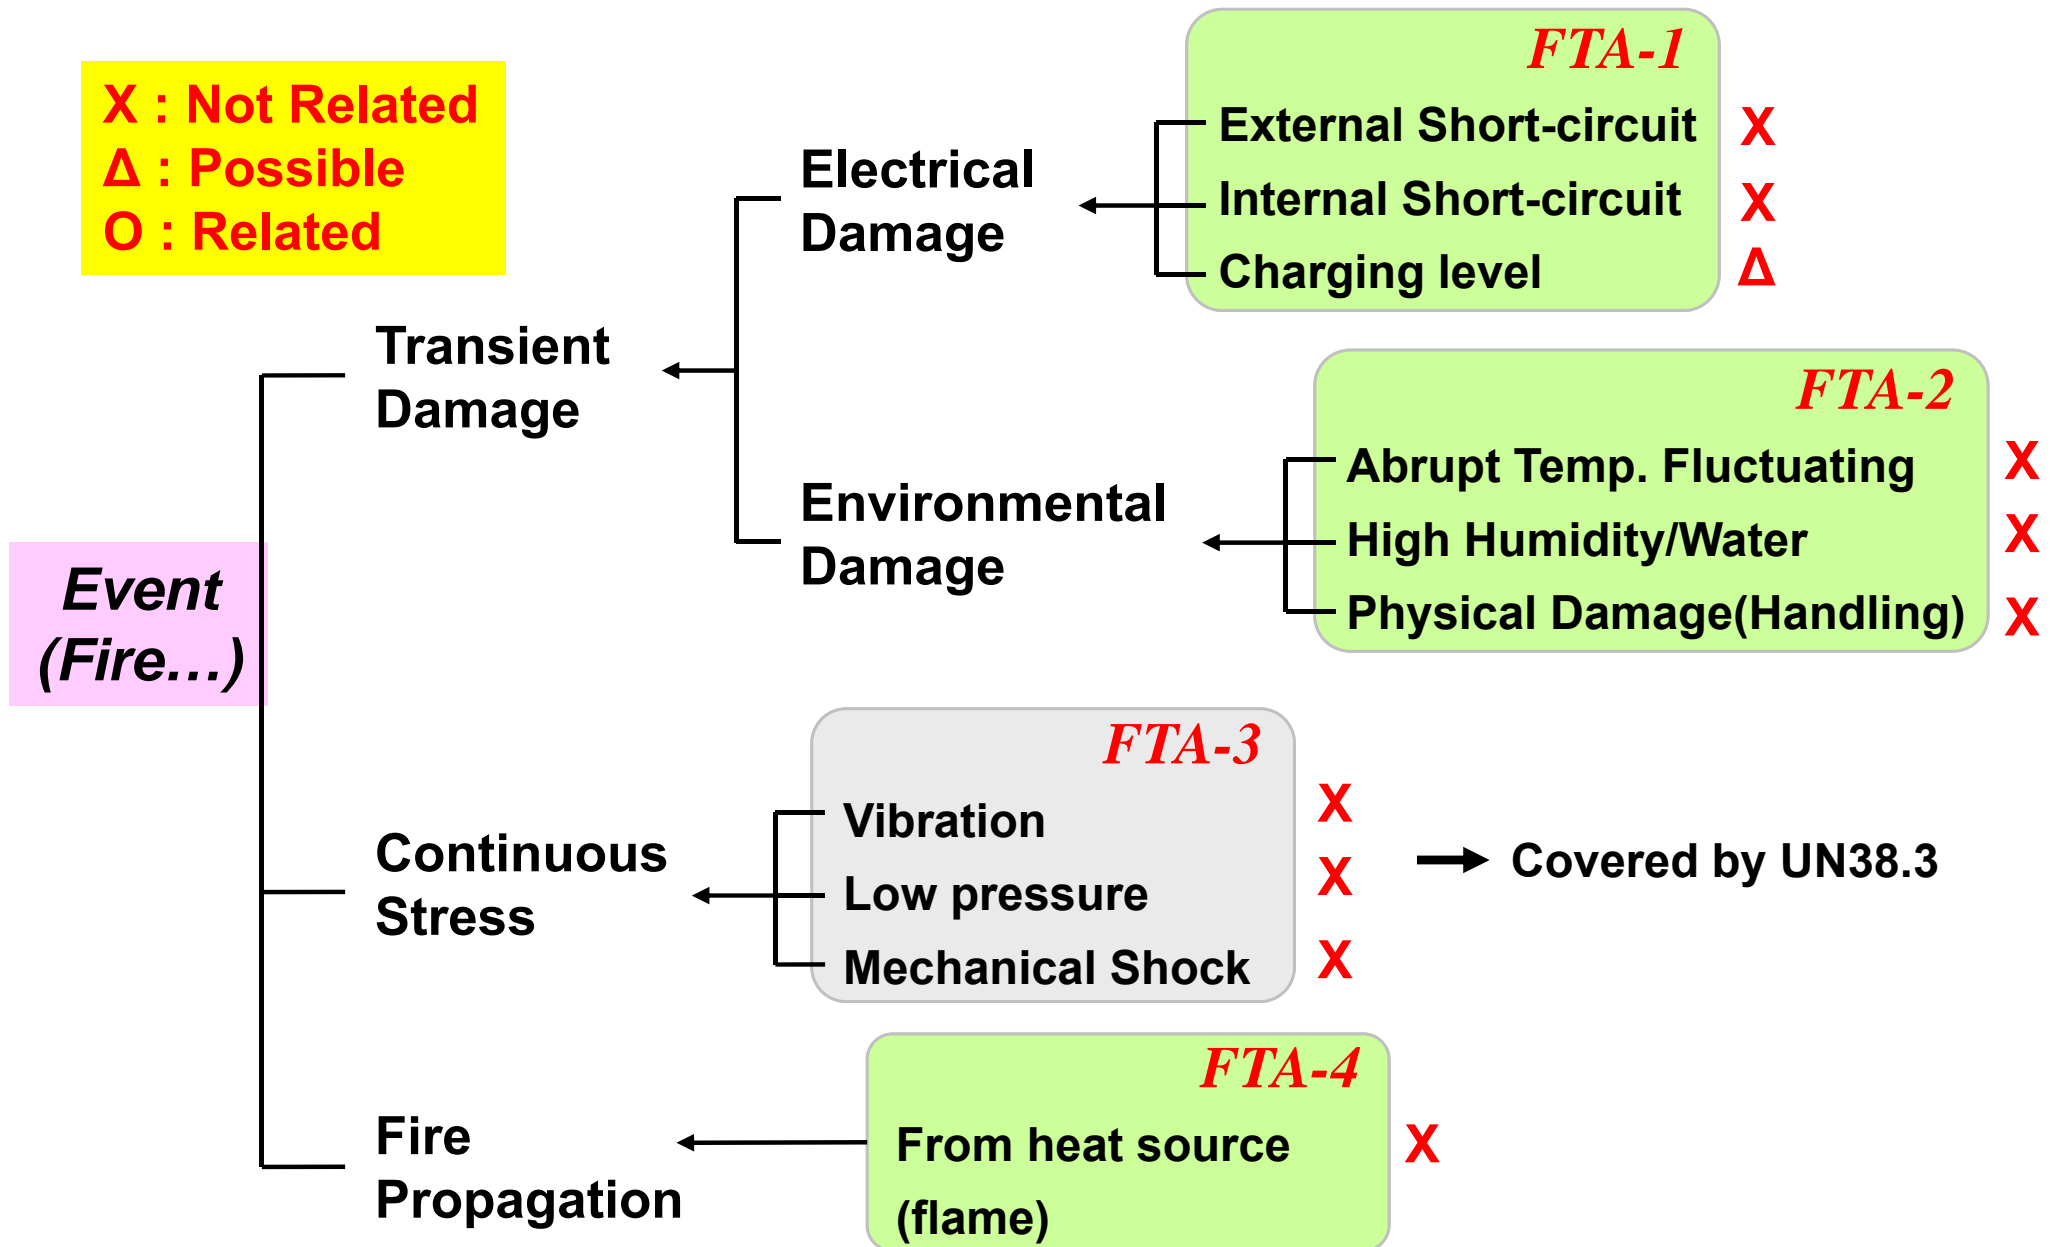 X : Not Related
Δ : Possible
O : Related
Event
(Fire…)
Transient
Damage
Electrical
Damage
FTA-1
External Short-circuit X
Internal Short-circuit X
Charging level Δ
Environmental
Damage
FTA-2
Abrupt Temp. Fluctuating X
High Humidity/Water X
Physical Damage(Handling) X
Continuous
Stress
FTA-3
Vibration X
Low pressure X
Mechanical Shock X
Covered by UN38.3
Fire
Propagation
FTA-4
From heat source X
(flame)